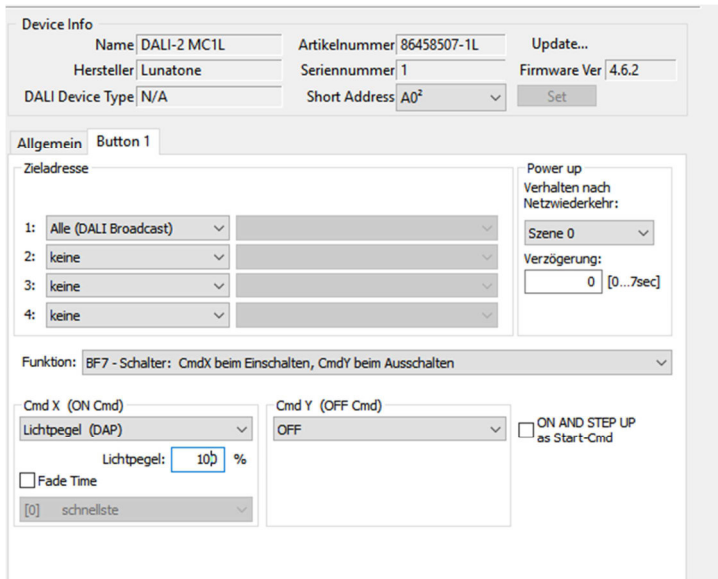 Device Info
Name DALI-2 MC1L Artikelnummer 86458507-1L Update...
Hersteller Lunatone Seriennummer 1 Firmware Ver 4.6.2
DALI Device Type N/A Short Address A0² Set
Allgemein Button 1
Zieladresse
1: Alle (DALI Broadcast)
2: keine
3: keine
4: keine
Power up
Verhalten nach
Netzwiederkehr:
Szene 0
Verzögerung:
0 [0...7sec]
Funktion: BF7 - Schalter: CmdX beim Einschalten, CmdY beim Ausschalten
Cmd X (ON Cmd)
Lichtpegel (DAP)
Lichtpegel: 100 %
Fade Time
[0] schnellste
Cmd Y (OFF Cmd)
OFF
ON AND STEP UP
as Start-Cmd